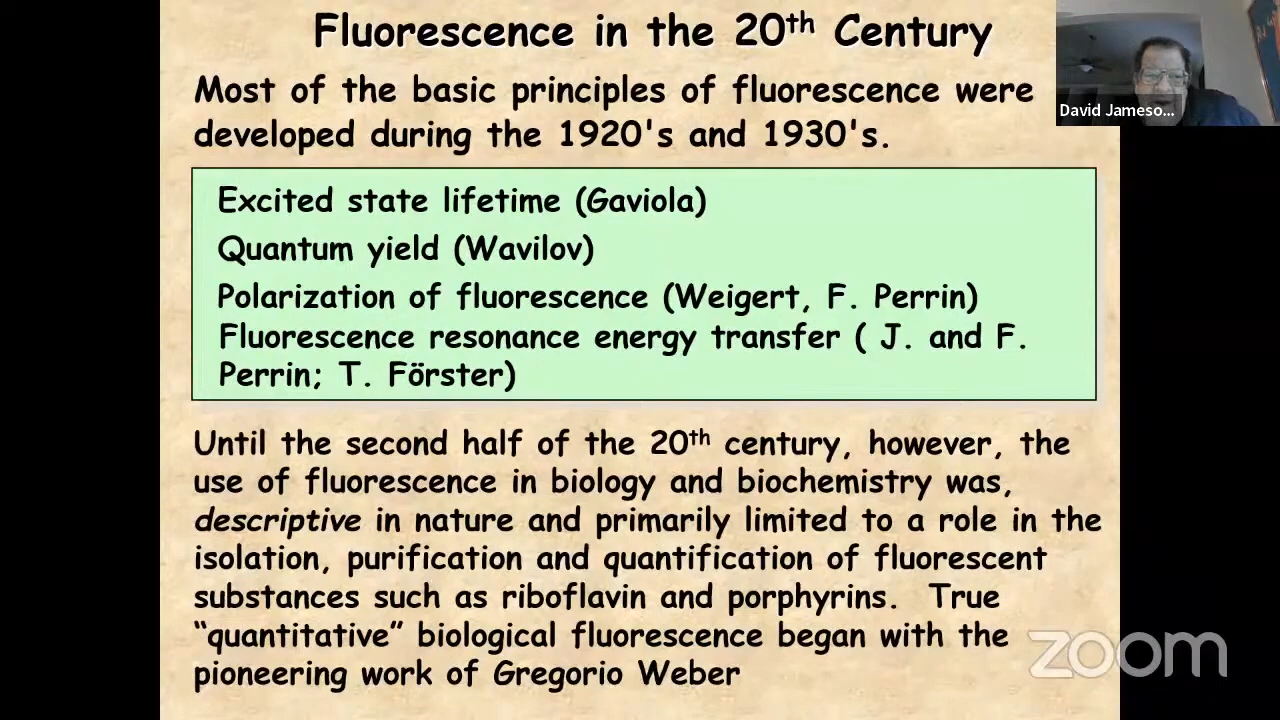 Fluorescence in the 20th Century
Most of the basic principles of fluorescence were
developed during the 1920's and 1930's.
Excited state lifetime (Gaviola)
Quantum yield (Wavilov)
Polarization of fluorescence (Weigert, F. Perrin)
Fluorescence resonance energy transfer ( J. and F.
Perrin; T. Förster)
Until the second half of the 20th century, however, the
use of fluorescence in biology and biochemistry was,
descriptive in nature and primarily limited to a role in the
isolation, purification and quantification of fluorescent
substances such as riboflavin and porphyrins. True
“quantitative” biological fluorescence began with the
pioneering work of Gregorio Weber
David Jameso...
zoom